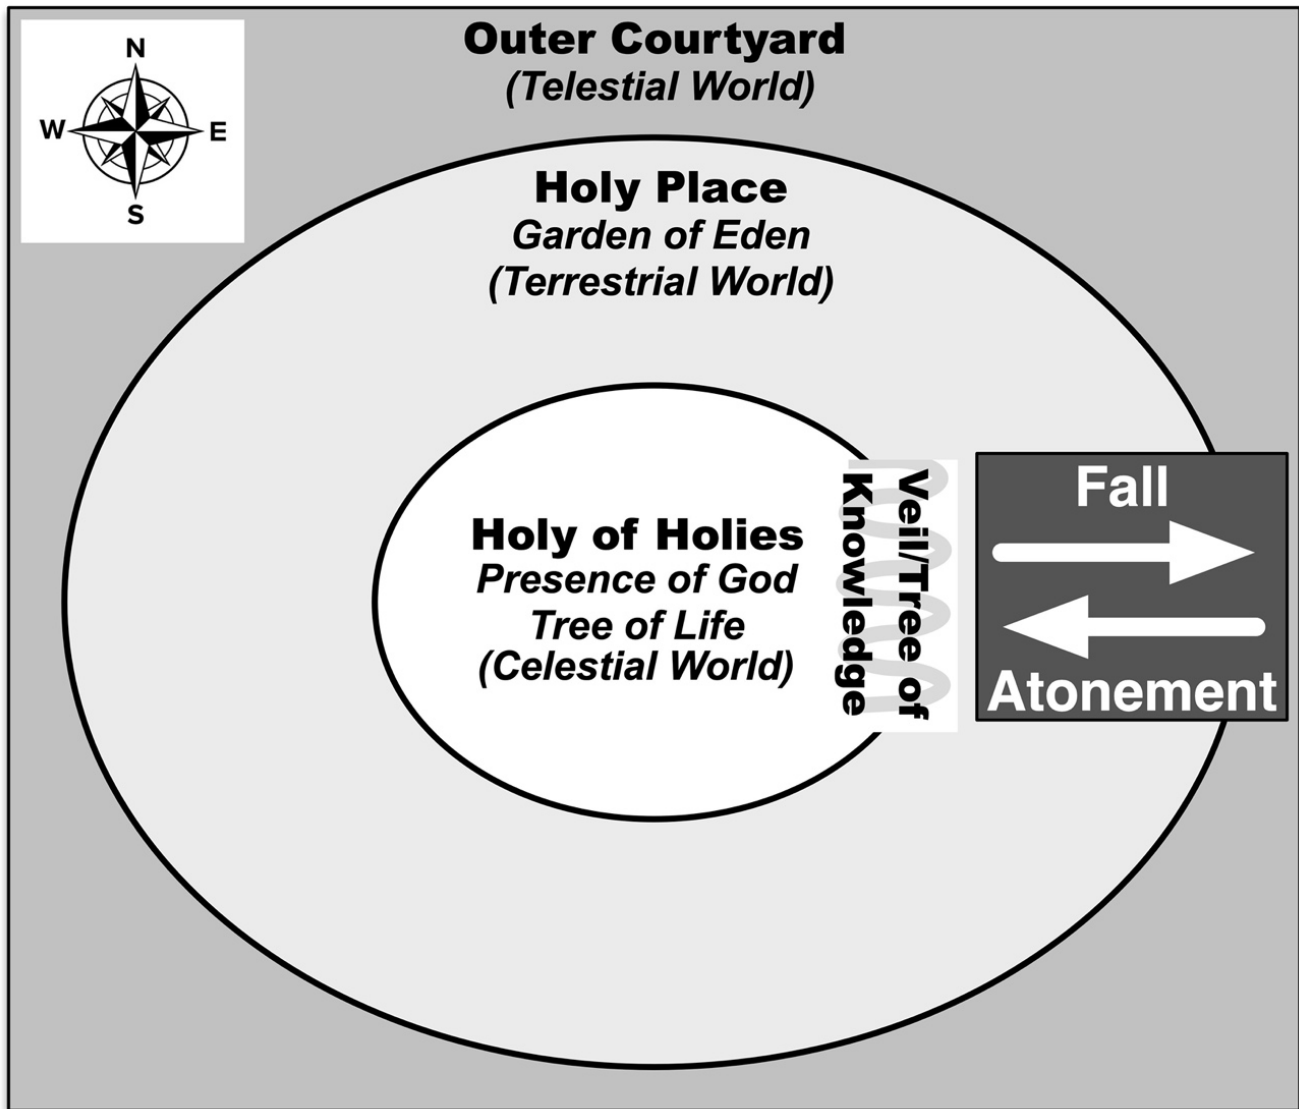 N
W E
S
Outer Courtyard
(Telestial World)
Holy Place
Garden of Eden
(Terrestrial World)
Holy of Holies
Presence of God
Tree of Life
(Celestial World)
Veil/Tree of
Knowledge
Fall
Atonement